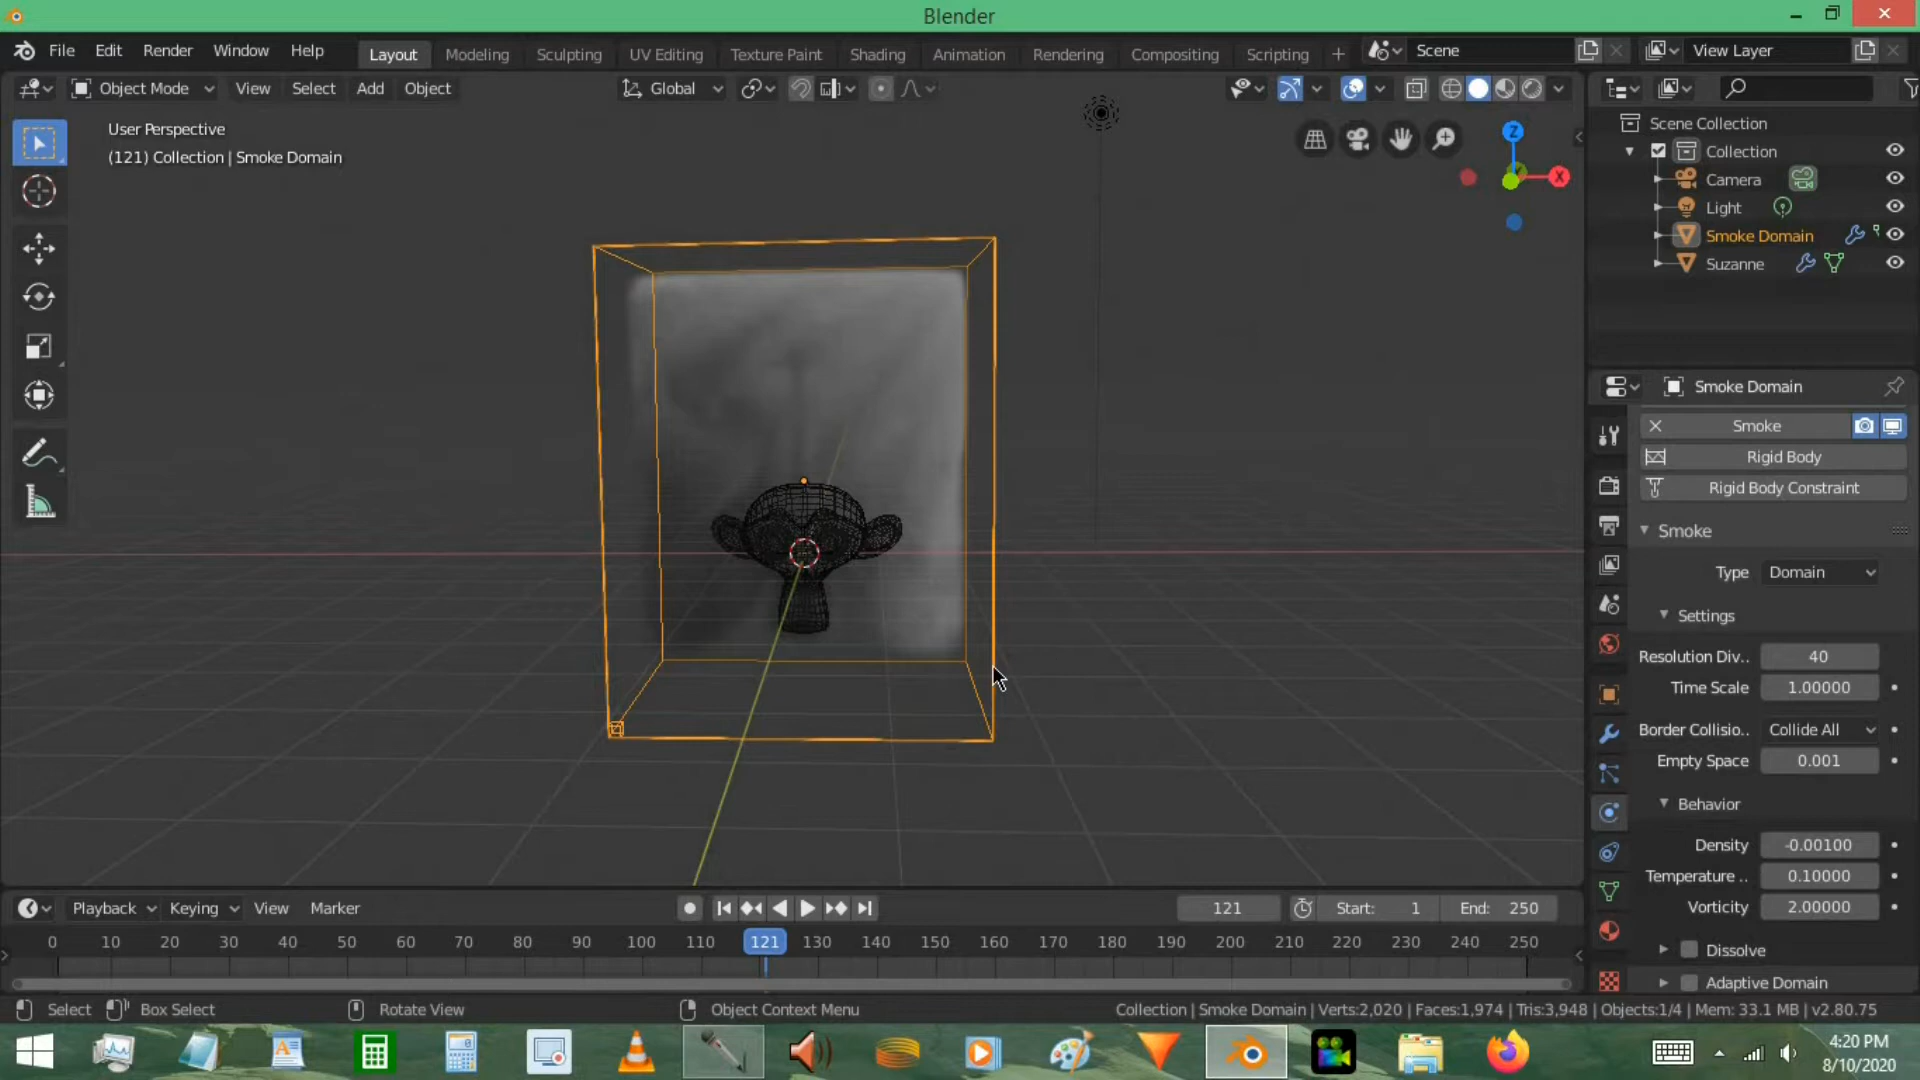 Blender
File Edit Render Window Help Layout Modeling Sculpting UV Editing Texture Paint Shading Animation Rendering Compositing Scripting + Scene View Layer
Object Mode View Select Add Object Global
User Perspective
(121) Collection | Smoke Domain
Z
X
Scene Collection
Collection
Camera
Light
Smoke Domain
Suzanne
Smoke Domain
Smoke
Rigid Body
Rigid Body Constraint
Smoke
Type Domain
Settings
Resolution Div.. 40
Time Scale 1.00000
Border Collisio.. Collide All
Empty Space 0.001
Behavior
Density -0.00100
Temperature .. 0.10000
Vorticity 2.00000
Dissolve
Adaptive Domain
Playback Keying View Marker 121 Start: 1 End: 250
0 10 20 30 40 50 60 70 80 90 100 110 121 130 140 150 160 170 180 190 200 210 220 230 240 250
Select Box Select Rotate View Object Context Menu Collection | Smoke Domain | Verts:2,020 | Faces:1,974 | Tris:3,948 | Objects:1/4 | Mem: 33.1 MB | v2.80.75
4:20 PM
8/10/2020